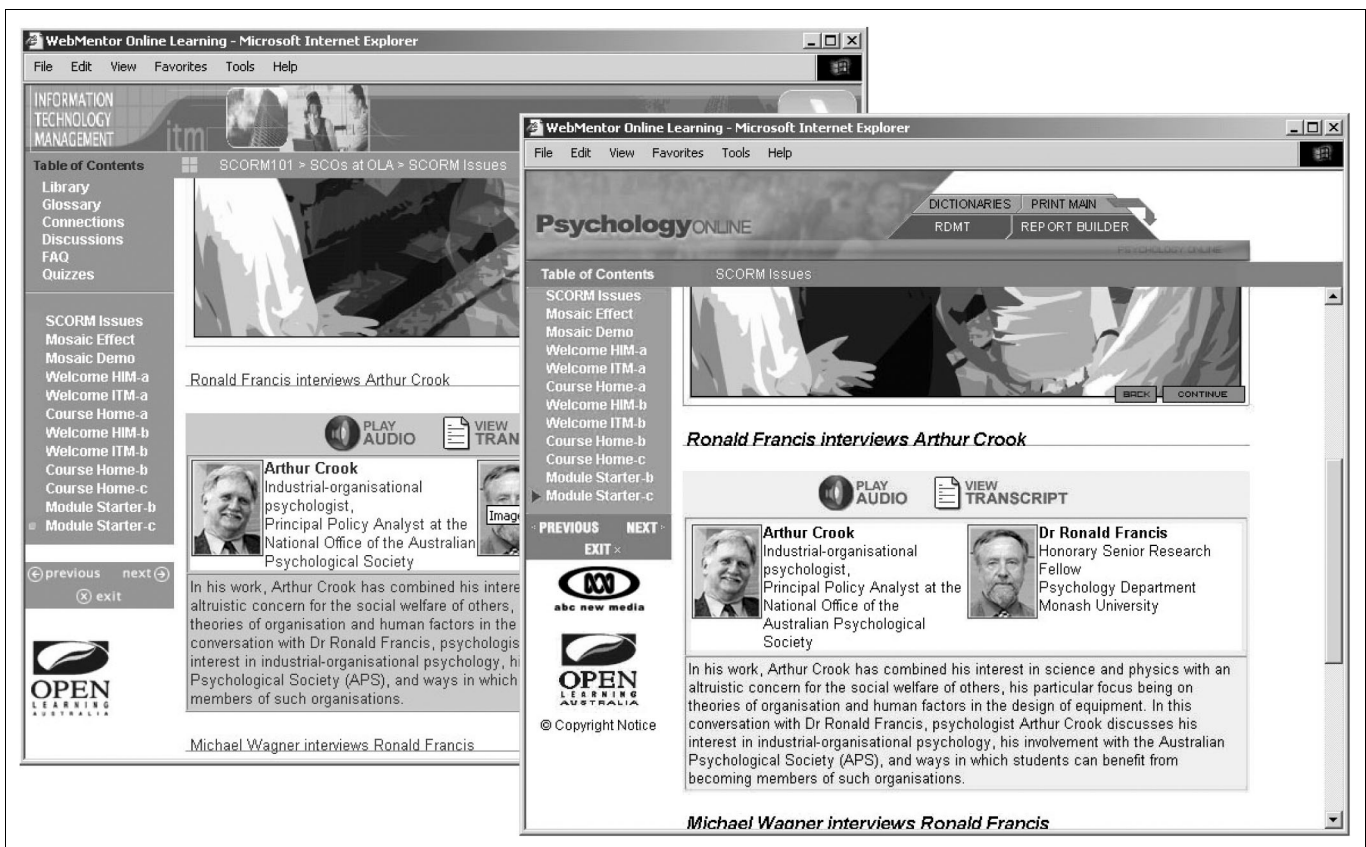 WebMentor Online Learning - Microsoft Internet Explorer
File Edit View Favorites Tools Help
INFORMATION
TECHNOLOGY
MANAGEMENT
itm
Table of Contents
SCORM101 > SCOs at OLA > SCORM Issues
Library
Glossary
Connections
Discussions
FAQ
Quizzes
SCORM Issues
Mosaic Effect
Mosaic Demo
Welcome HIM-a
Welcome ITM-a
Course Home-a
Welcome HIM-b
Welcome ITM-b
Course Home-b
Course Home-c
Module Starter-b
Module Starter-c
previous next
exit
OPEN
LEARNING
AUSTRALIA
Ronald Francis interviews Arthur Crook
PLAY
AUDIO
VIEW
TRAN
Arthur Crook
Industrial-organisational
psychologist,
Principal Policy Analyst at the
National Office of the Australian
Psychological Society
Imag
In his work, Arthur Crook has combined his intere
altruistic concern for the social welfare of others,
theories of organisation and human factors in the
conversation with Dr Ronald Francis, psychologis
interest in industrial-organisational psychology, hi
Psychological Society (APS), and ways in which
members of such organisations.
Michael Wagner interviews Ronald Francis
WebMentor Online Learning - Microsoft Internet Explorer
File Edit View Favorites Tools Help
PsychologyONLINE
DICTIONARIES PRINT MAIN
RDMT REPORT BUILDER
PSYCHOLOGY ONLINE
Table of Contents
SCORM Issues
SCORM Issues
Mosaic Effect
Mosaic Demo
Welcome HIM-a
Welcome ITM-a
Course Home-a
Welcome HIM-b
Welcome ITM-b
Course Home-b
Course Home-c
Module Starter-b
Module Starter-c
PREVIOUS NEXT
EXIT ×
abc new media
OPEN
LEARNING
AUSTRALIA
© Copyright Notice
BACK CONTINUE
Ronald Francis interviews Arthur Crook
PLAY
AUDIO
VIEW
TRANSCRIPT
Arthur Crook
Industrial-organisational
psychologist,
Principal Policy Analyst at the
National Office of the
Australian Psychological
Society
Dr Ronald Francis
Honorary Senior Research
Fellow
Psychology Department
Monash University
In his work, Arthur Crook has combined his interest in science and physics with an
altruistic concern for the social welfare of others, his particular focus being on
theories of organisation and human factors in the design of equipment. In this
conversation with Dr Ronald Francis, psychologist Arthur Crook discusses his
interest in industrial-organisational psychology, his involvement with the Australian
Psychological Society (APS), and ways in which students can benefit from
becoming members of such organisations.
Michael Wagner interviews Ronald Francis